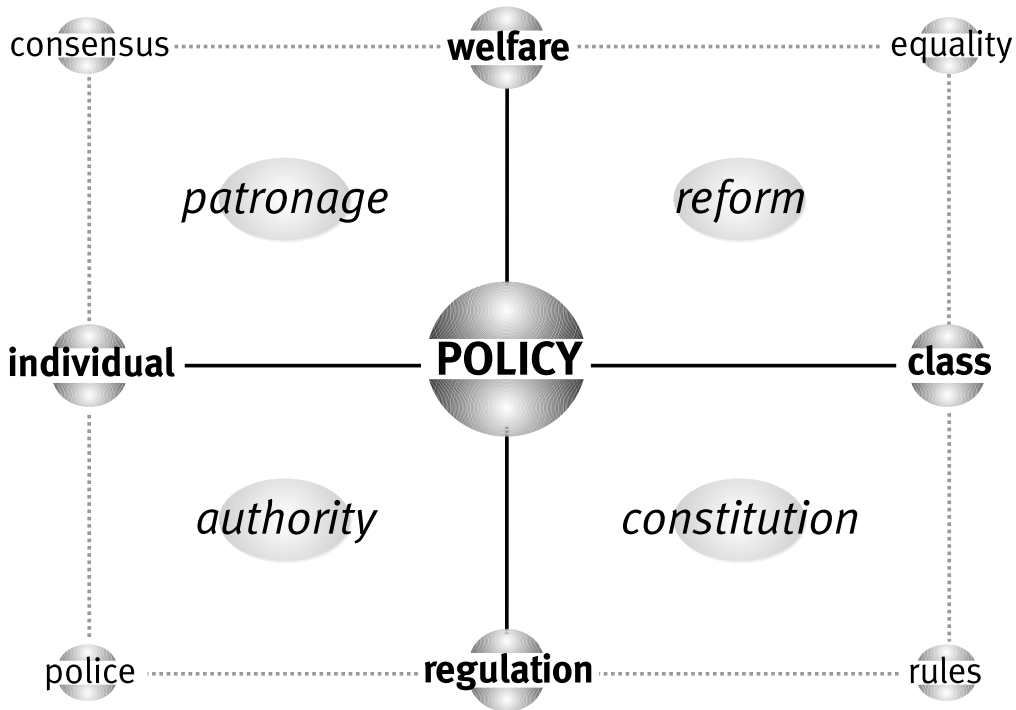 consensus welfare equality
patronage reform
individual POLICY class
authority constitution
police regulation rules